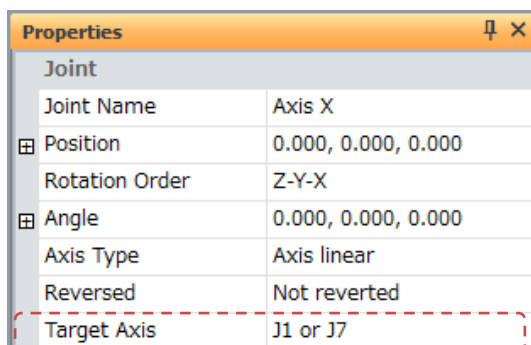 Properties
Joint
Joint Name Axis X
Position 0.000, 0.000, 0.000
Rotation Order Z-Y-X
Angle 0.000, 0.000, 0.000
Axis Type Axis linear
Reversed Not reverted
Target Axis J1 or J7